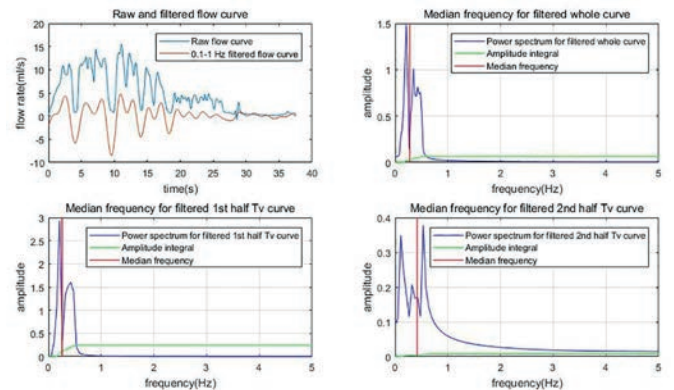 Raw and filtered flow curve
20
15
10
5
0
-5
-10
flow rate(ml/s)
Raw flow curve
0.1-1 Hz filtered flow curve
0 5 10 15 20 25 30 35 40
time(s)
Median frequency for filtered whole curve
1.5
1
0.5
0
amplitude
Power spectrum for filtered whole curve
Amplitude integral
Median frequency
0 1 2 3 4 5
frequency(Hz)
Median frequency for filtered 1st half Tv curve
3
2.5
2
1.5
1
0.5
0
amplitude
Power spectrum for filtered 1st half Tv curve
Amplitude integral
Median frequency
0 1 2 3 4 5
frequency(Hz)
Median frequency for filtered 2nd half Tv curve
0.4
0.3
0.2
0.1
0
amplitude
Power spectrum for filtered 2nd half Tv curve
Amplitude integral
Median frequency
0 1 2 3 4 5
frequency(Hz)